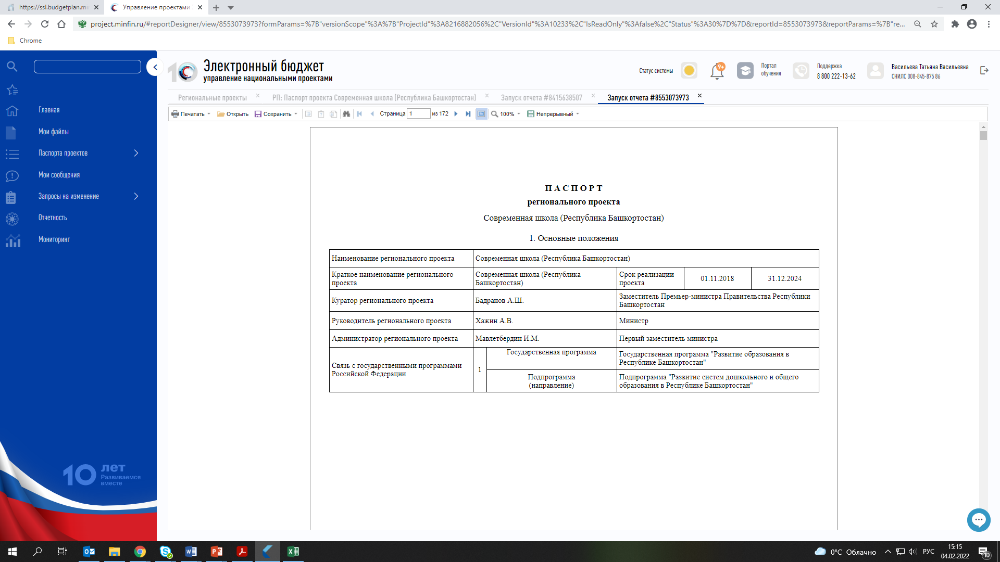 https://ssl.budgetplan.mi
Управление проектами
project.minfin.ru/#reportDesigner/view/8553073973?formParams=%7B"versionScope"%3A%7B"ProjectId"%3A8216882056%2C"VersionId"%3A10233%2C"IsReadOnly"%3Afalse%2C"Status"%3A30%7D%7D&reportId=8553073973&reportParams=%7B"re...
Chrome
10
Электронный бюджет
управление национальными проектами
Статус системы
9+
Портал
обучения
Поддержка
8 800 222-13-62
Васильева Татьяна Васильевна
СНИЛС 008-845-875 86
Региональные проекты
РП: Паспорт проекта Современная школа (Республика Башкортостан)
Запуск отчета #8415638507
Запуск отчета #8553073973
Печатать
Открыть
Сохранить
Страница 1 из 172
100%
Непрерывный
Главная
Мои файлы
Паспорта проектов
Мои сообщения
Запросы на изменение
Отчетность
Мониторинг
10 лет
Развиваемся
вместе
П А С П О Р Т
регионального проекта
Современная школа (Республика Башкортостан)
1. Основные положения
Наименование регионального проекта
Современная школа (Республика Башкортостан)
Краткое наименование регионального
проекта
Современная школа (Республика
Башкортостан)
Срок реализации
проекта
01.11.2018
31.12.2024
Куратор регионального проекта
Бадранов А.Ш.
Заместитель Премьер-министра Правительства Республики
Башкортостан
Руководитель регионального проекта
Хажин А.В.
Министр
Администратор регионального проекта
Мавлетбердин И.М.
Первый заместитель министра
Связь с государственными программами
Российской Федерации
1
Государственная программа
Государственная программа "Развитие образования в
Республике Башкортостан"
Подпрограмма
(направление)
Подпрограмма "Развитие систем дошкольного и общего
образования в Республике Башкортостан"
0°C Облачно
РУС
15:15
04.02.2022
10